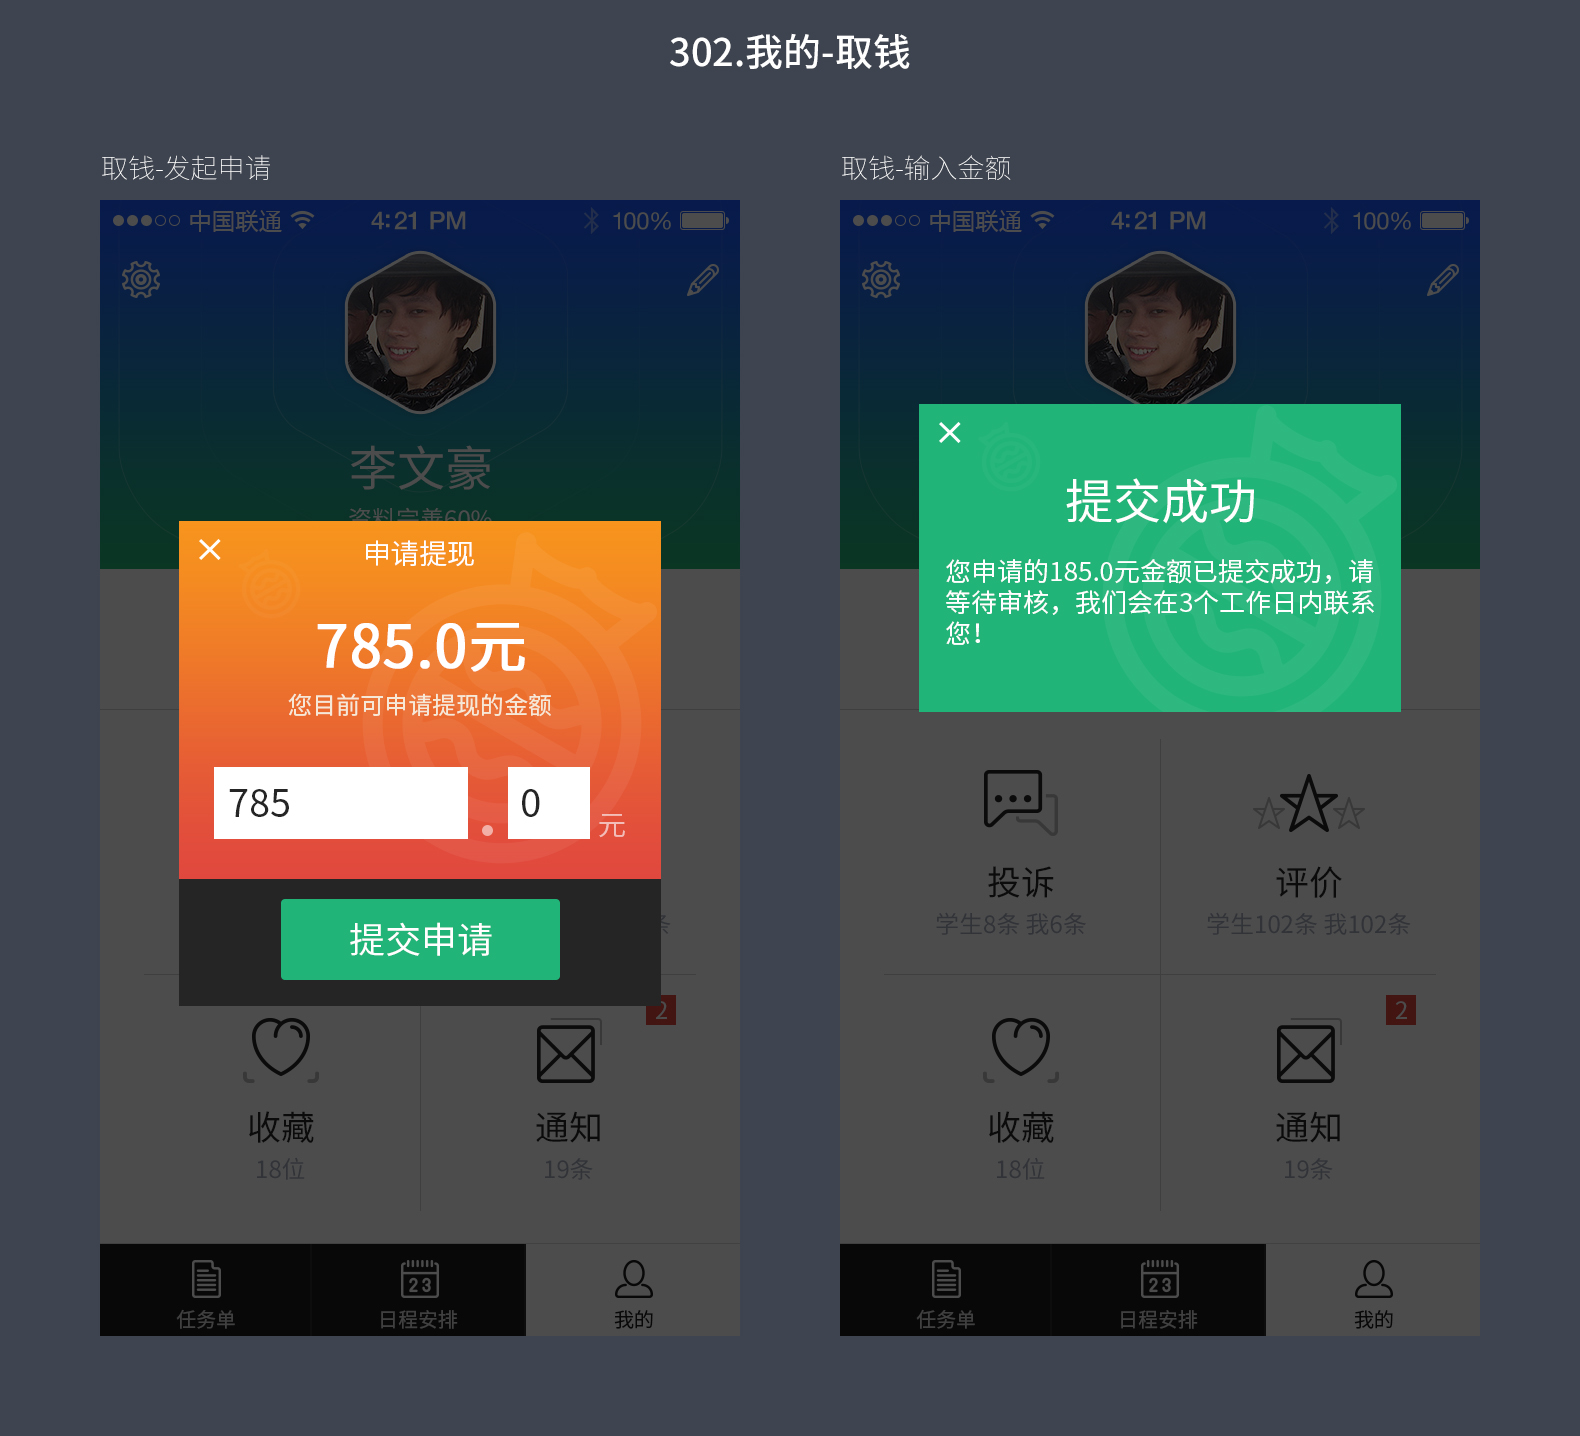 302.我的-取钱
取钱-发起申请
中国联通 4:21 PM 100%
李文豪
资料完善60%
申请提现
785.0元
您目前可申请提现的金额
785 . 0 元
提交申请
条
2
收藏
18位
通知
19条
23
任务单
日程安排
我的
取钱-输入金额
中国联通 4:21 PM 100%
提交成功
您申请的185.0元金额已提交成功，请
等待审核，我们会在3个工作日内联系
您！
投诉
学生8条 我6条
评价
学生102条 我102条
2
收藏
18位
通知
19条
23
任务单
日程安排
我的